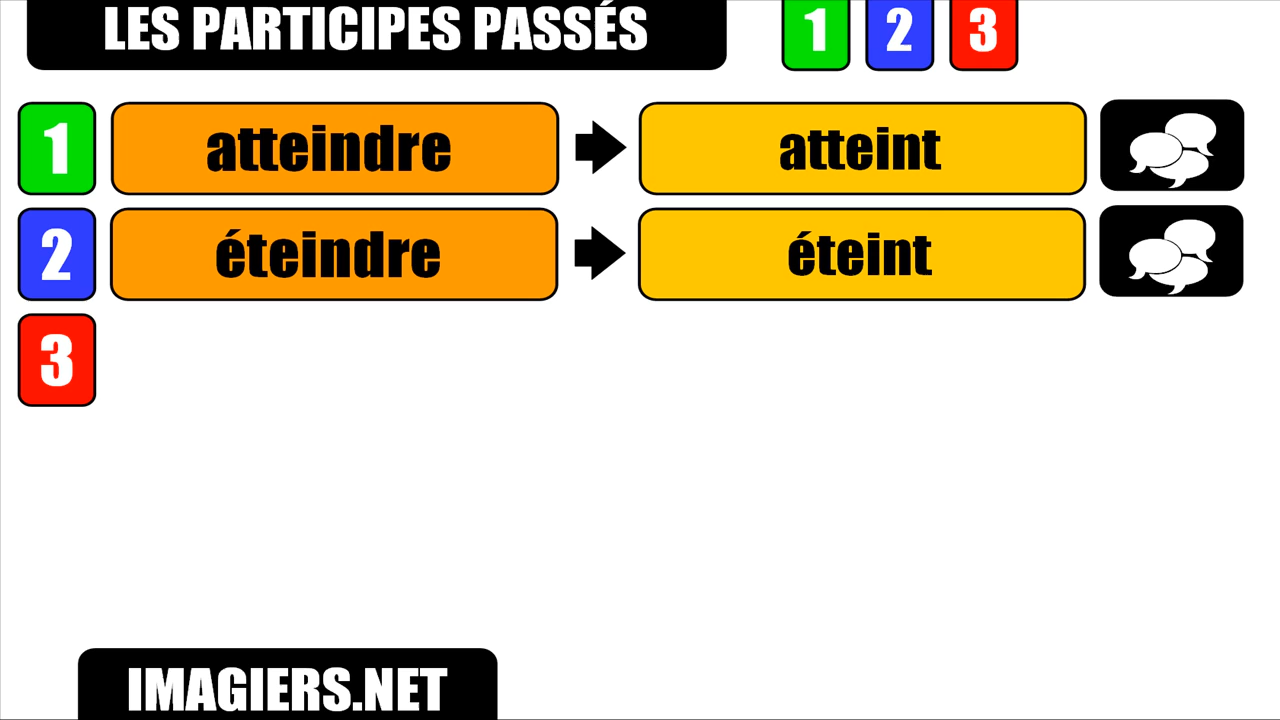 LES PARTICIPES PASSÉS 1 2 3
1 atteindre atteint
2 éteindre éteint
3
IMAGIERS.NET